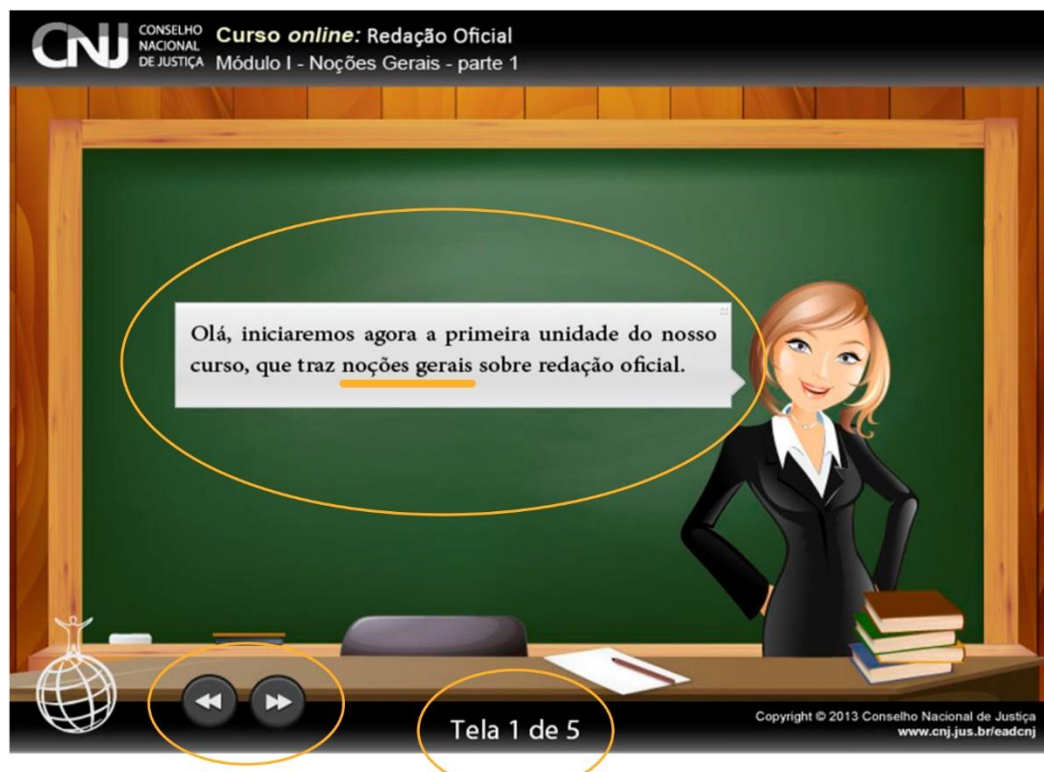 CNJ CONSELHO
NACIONAL
DE JUSTIÇA
Curso online: Redação Oficial
Módulo I - Noções Gerais - parte 1
Olá, iniciaremos agora a primeira unidade do nosso
curso, que traz noções gerais sobre redação oficial.
Tela 1 de 5
Copyright © 2013 Conselho Nacional de Justiça
www.cnj.jus.br/eadcnj